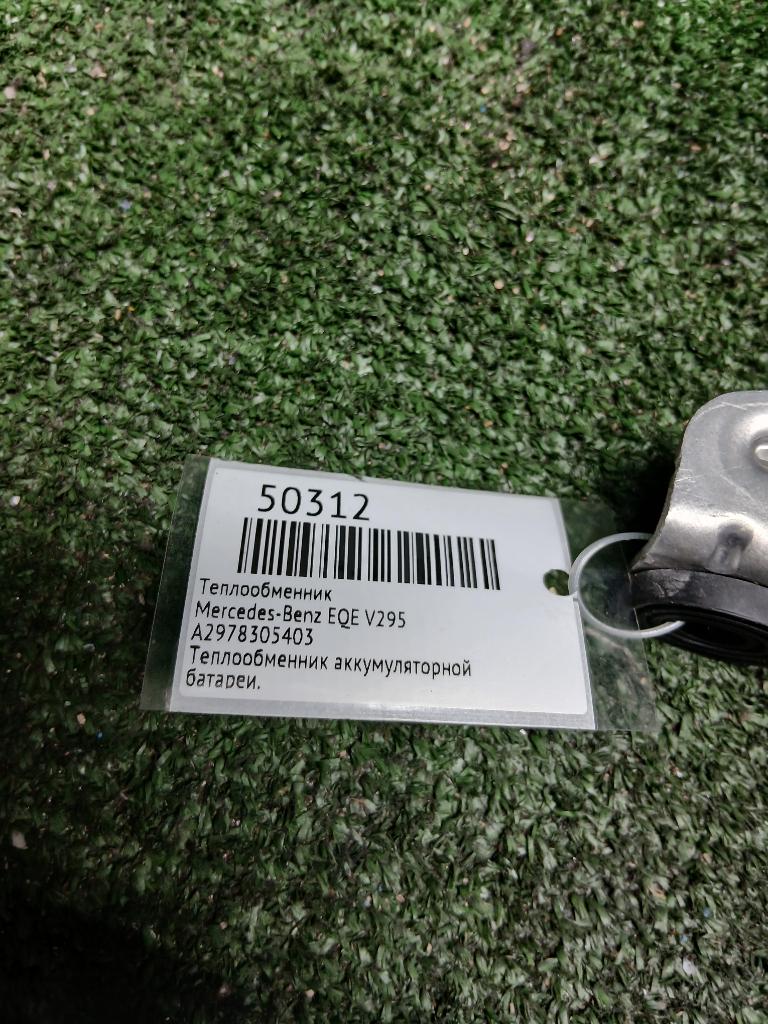 50312
Теплообменник
Mercedes-Benz EQE V295
A2978305403
Теплообменник аккумуляторной
батареи.